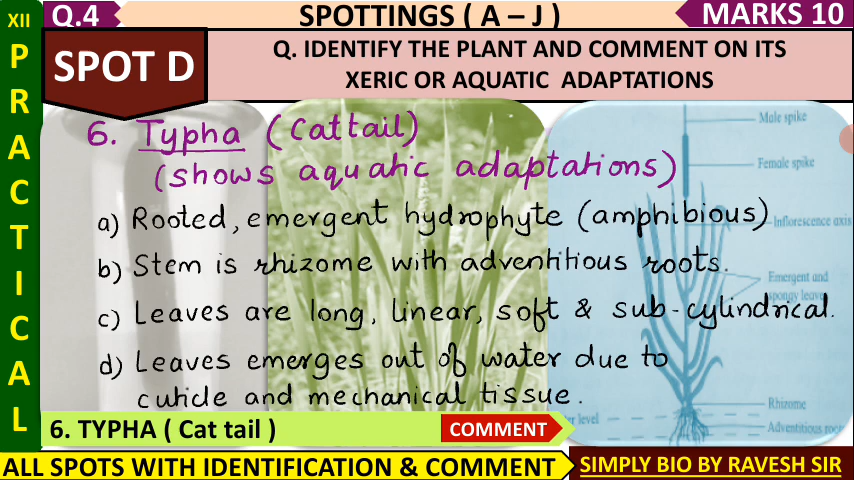 XII
PRACTICAL
Q.4
SPOTTINGS ( A – J )
MARKS 10
SPOT D
Q. IDENTIFY THE PLANT AND COMMENT ON ITS
XERIC OR AQUATIC ADAPTATIONS
6. Typha (Cattail)
(shows aquatic adaptations)
a) Rooted, emergent hydrophyte (amphibious)
b) Stem is rhizome with adventitious roots.
c) Leaves are long, linear, soft & sub-cylindrical.
d) Leaves emerges out of water due to
cuticle and mechanical tissue.
Male spike
Female spike
Inflorescence axis
Emergent and
spongy leave
Rhizome
level
Adventitious root
6. TYPHA ( Cat tail )
COMMENT
ALL SPOTS WITH IDENTIFICATION & COMMENT
SIMPLY BIO BY RAVESH SIR